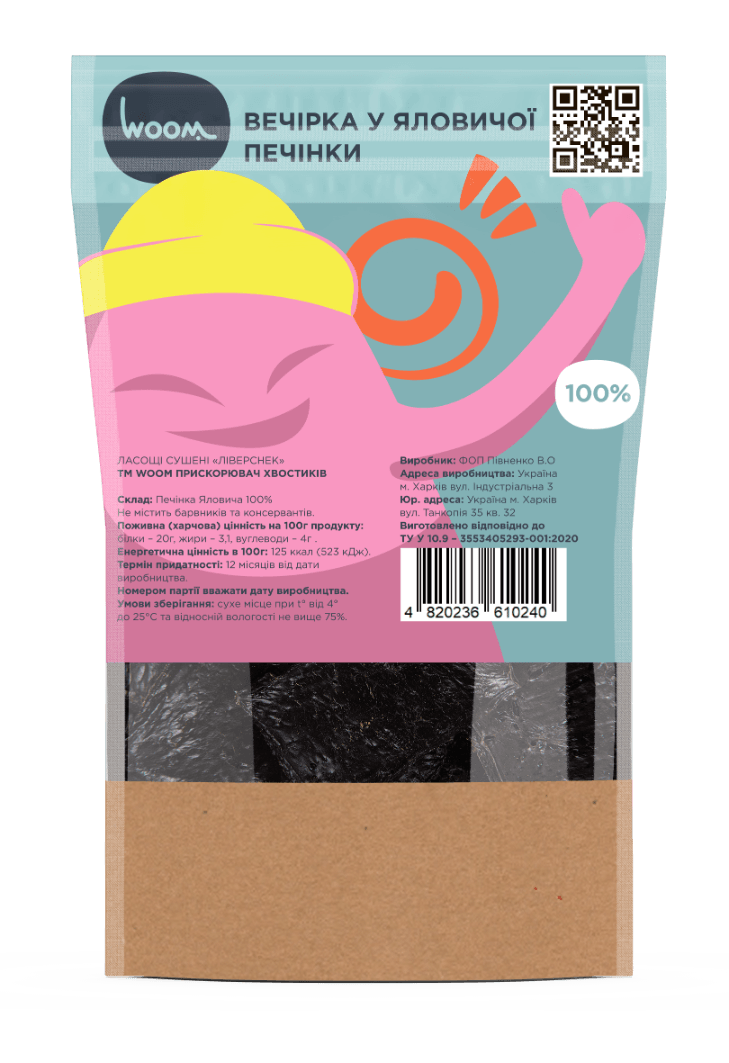 WOOM
ВЕЧІРКА У ЯЛОВИЧОЇ
ПЕЧІНКИ
100%
ЛАСОЩІ СУШЕНІ «ЛІВЕРСНЕК»
ТМ WOOM ПРИСКОРЮВАЧ ХВОСТИКІВ
Склад: Печінка Яловича 100%
Не містить барвників та консервантів.
Поживна (харчова) цінність на 100г продукту:
білки – 20г, жири – 3,1, вуглеводи – 4г .
Енергетична цінність в 100г: 125 ккал (523 кДж).
Термін придатності: 12 місяців від дати
виробництва.
Номером партії вважати дату виробництва.
Умови зберігання: сухе місце при t° від 4°
до 25°С та відносній вологості не вище 75%.
Виробник: ФОП Півненко В.О
Адреса виробництва: Україна
м. Харків вул. Індустріальна 3
Юр. адреса: Україна м. Харків
вул. Танкопія 35 кв. 32
Виготовлено відповідно до
ТУ У 10.9 – 3553405293-001:2020
4 820236 610240